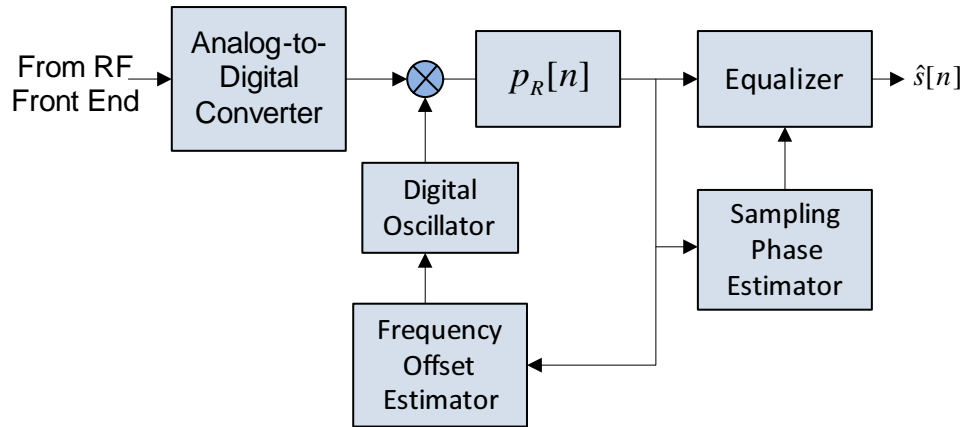 From RF
Front End
Analog-to-
Digital
Converter
p_R[n]
Equalizer
ŝ[n]
Digital
Oscillator
Sampling
Phase
Estimator
Frequency
Offset
Estimator